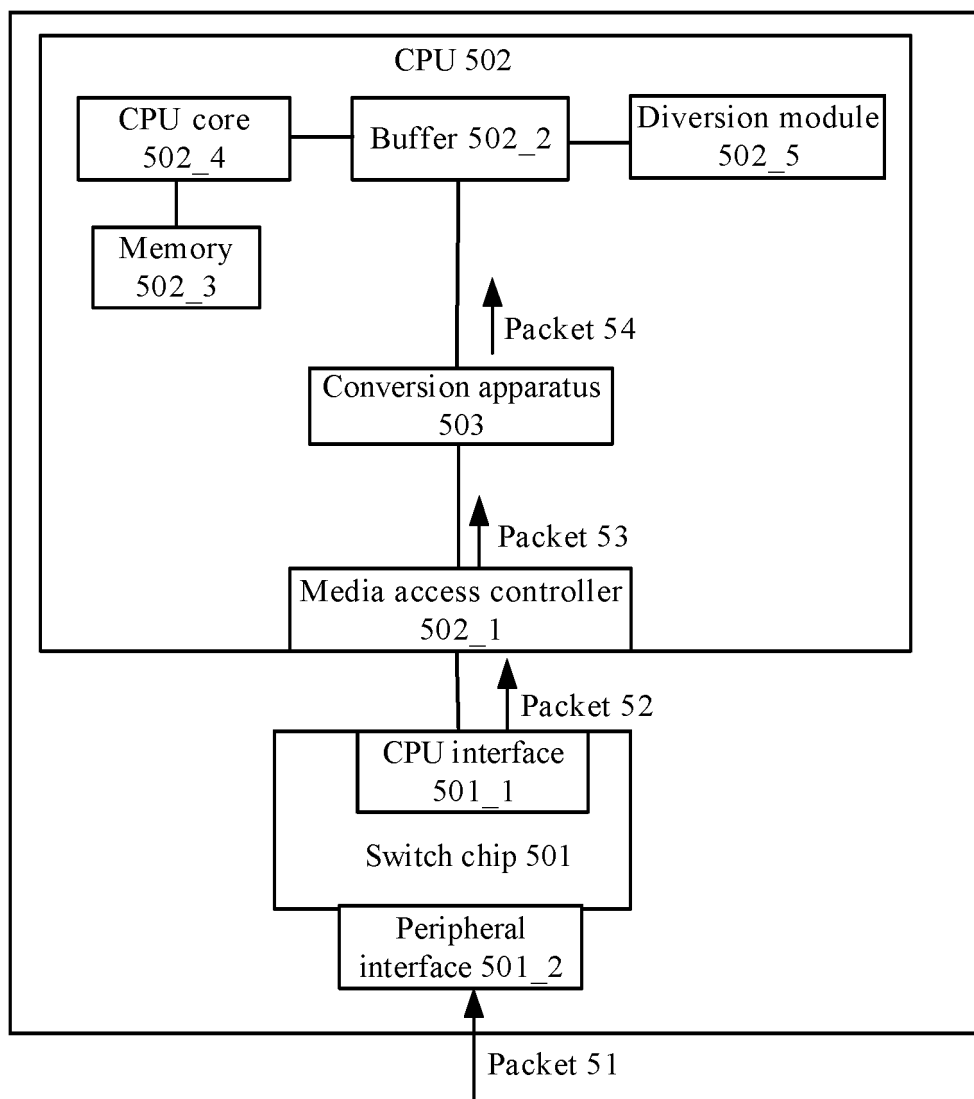 CPU 502
CPU core
502_4
Buffer 502_2
Diversion module
502_5
Memory
502_3
Packet 54
Conversion apparatus
503
Packet 53
Media access controller
502_1
Packet 52
CPU interface
501_1
Switch chip 501
Peripheral
interface 501_2
Packet 51